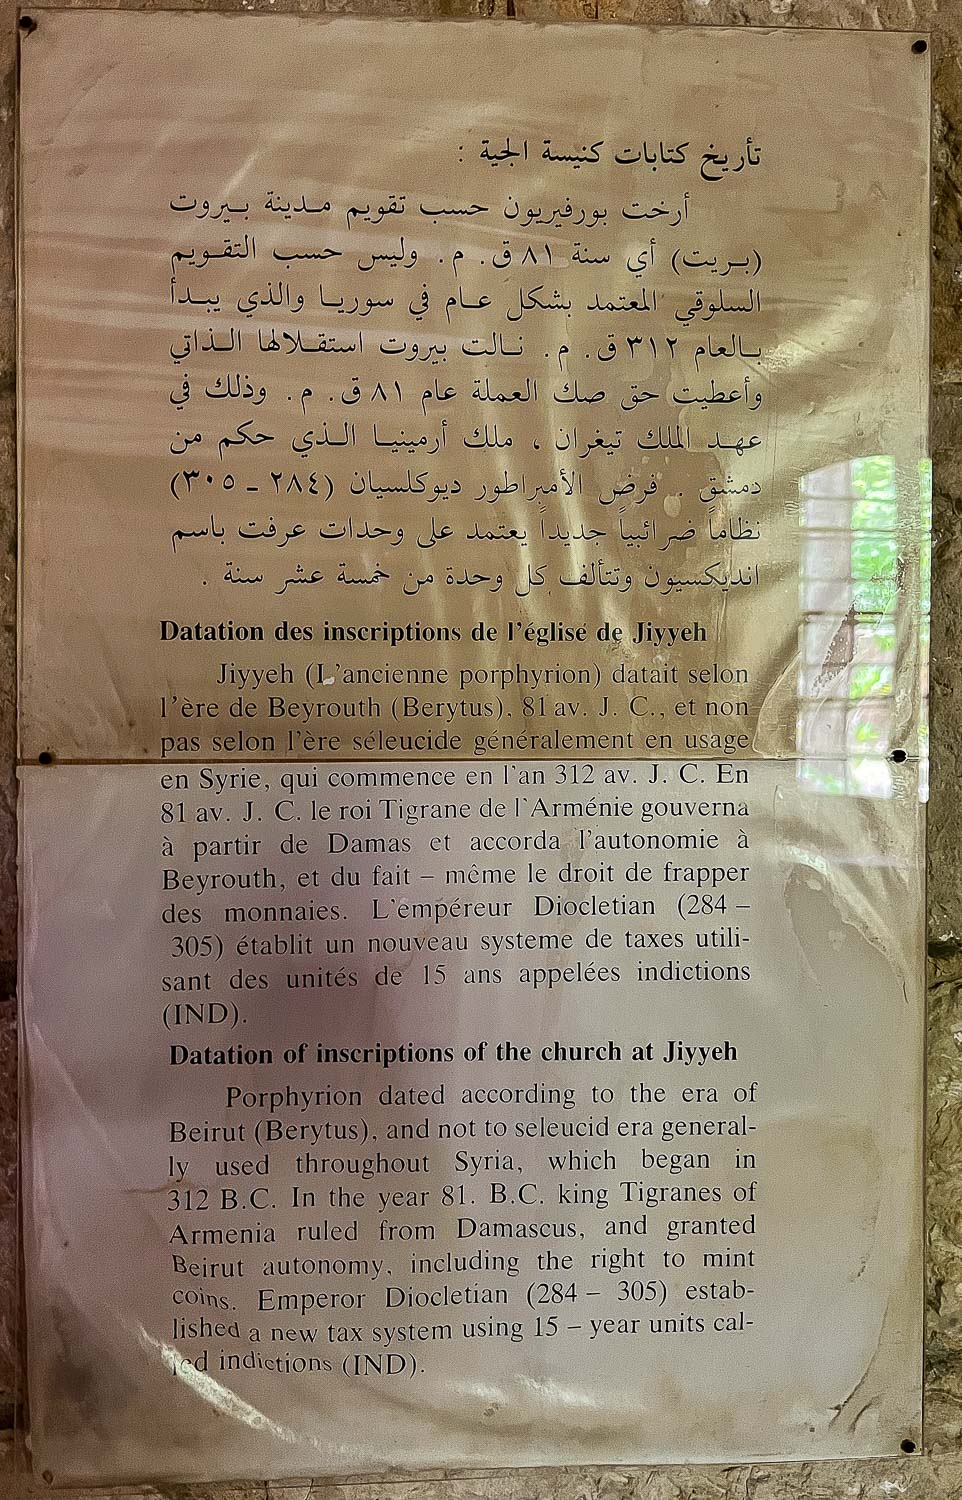 تأريخ كتابات كنيسة الجية :
أرخت بورفيريون حسب تقويم مدينة بيروت
(بريت) أي سنة ٨١ ق. م. وليس حسب التقويم
السلوقي المعتمد بشكل عام في سوريا والذي يبدأ
بالعام ٣١٢ ق. م. نالت بيروت استقلالها الذاتي
وأعطيت حق صك العملة عام ٨١ ق. م. وذلك في
عهد الملك تيغران ، ملك أرمينيا الذي حكم من
دمشق . فرض الأمبراطور ديوكلسيان (٢٨٤ - ٣٠٥)
نظاماً ضرائبياً جديداً يعتمد على وحدات عرفت باسم
انديكسيون وتتألف كل وحدة من خمسة عشر سنة .
Datation des inscriptions de l'église de Jiyyeh
Jiyyeh (L'ancienne porphyrion) datait selon
l'ère de Beyrouth (Berytus), 81 av. J. C., et non
pas selon l'ère séleucide généralement en usage
en Syrie, qui commence en l'an 312 av. J. C. En
81 av. J. C. le roi Tigrane de l'Arménie gouverna
à partir de Damas et accorda l'autonomie à
Beyrouth, et du fait – même le droit de frapper
des monnaies. L'empéreur Diocletian (284 –
305) établit un nouveau systeme de taxes utili-
sant des unités de 15 ans appelées indictions
(IND).
Datation of inscriptions of the church at Jiyyeh
Porphyrion dated according to the era of
Beirut (Berytus), and not to seleucid era general-
ly used throughout Syria, which began in
312 B.C. In the year 81. B.C. king Tigranes of
Armenia ruled from Damascus, and granted
Beirut autonomy, including the right to mint
coins. Emperor Diocletian (284 – 305) estab-
lished a new tax system using 15 – year units cal-
led indictions (IND).